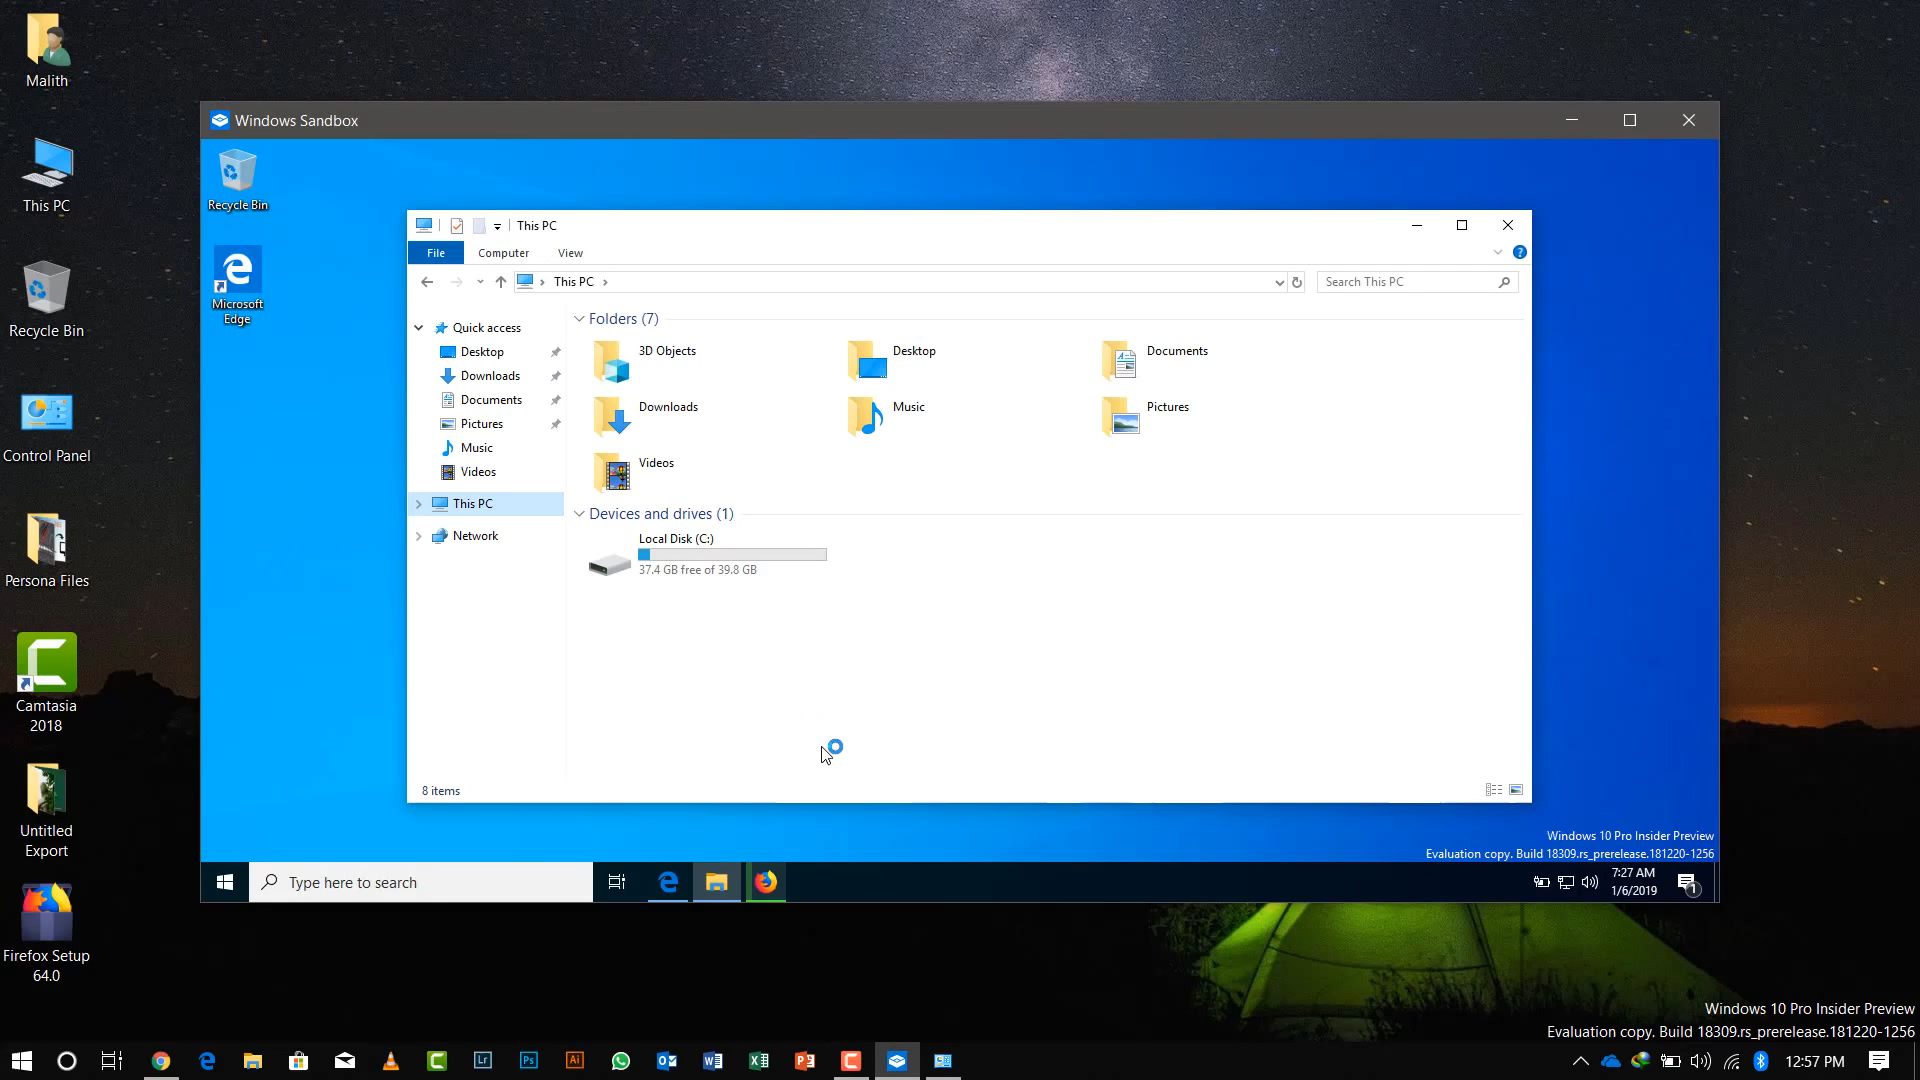 Malith
This PC
Recycle Bin
Control Panel
Persona Files
Camtasia
2018
Untitled
Export
Firefox Setup
64.0
Windows Sandbox
Recycle Bin
Microsoft
Edge
This PC
File
Computer
View
This PC
Search This PC
Quick access
Desktop
Downloads
Documents
Pictures
Music
Videos
This PC
Network
Folders (7)
3D Objects
Desktop
Documents
Downloads
Music
Pictures
Videos
Devices and drives (1)
Local Disk (C:)
37.4 GB free of 39.8 GB
8 items
Windows 10 Pro Insider Preview
Evaluation copy. Build 18309.rs_prerelease.181220-1256
Type here to search
7:27 AM
1/6/2019
1
Windows 10 Pro Insider Preview
Evaluation copy. Build 18309.rs_prerelease.181220-1256
Lr
Ps
Ai
12:57 PM